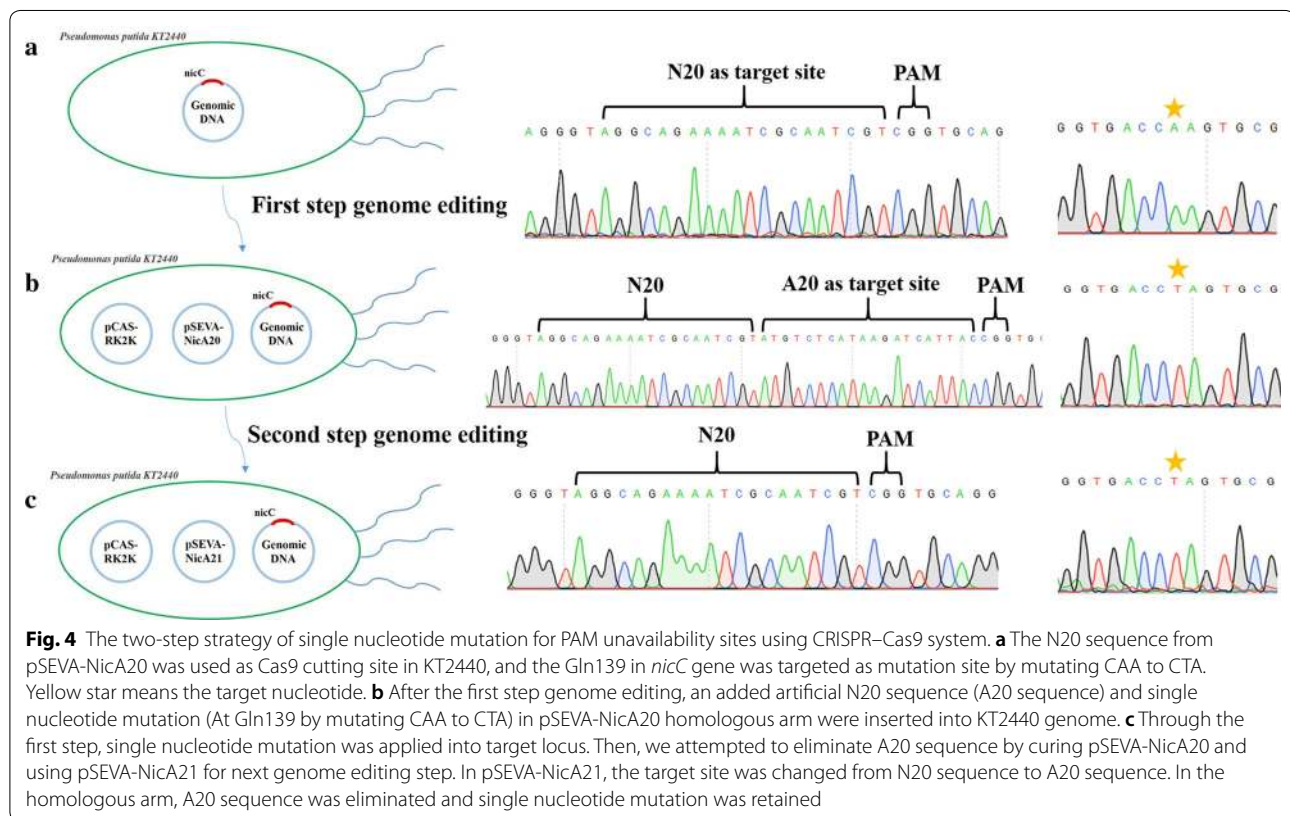 a
Pseudomonas putida KT2440
nicC
Genomic
DNA
N20 as target site
PAM
AGGGTAGGCAGAAAATCGCAATCGTCGGTGCAG
GGTGACCAAGTGCG
First step genome editing
b
Pseudomonas putida KT2440
pCAS-
RK2K
pSEVA-
NicA20
nicC
Genomic
DNA
N20
A20 as target site
PAM
GGGTAGGCAGAAAATCGCAATCGTATGTCTCATAAGATCATTACCGGTG
GGTGACCTAGTGCG
Second step genome editing
c
Pseudomonas putida KT2440
pCAS-
RK2K
pSEVA-
NicA21
nicC
Genomic
DNA
N20
PAM
GGGTAGGCAGAAAATCGCAATCGTCGGTGCAGG
GGTGACCTAGTGCG
Fig. 4 The two-step strategy of single nucleotide mutation for PAM unavailability sites using CRISPR–Cas9 system. a The N20 sequence from
pSEVA-NicA20 was used as Cas9 cutting site in KT2440, and the Gln139 in nicC gene was targeted as mutation site by mutating CAA to CTA.
Yellow star means the target nucleotide. b After the first step genome editing, an added artificial N20 sequence (A20 sequence) and single
nucleotide mutation (At Gln139 by mutating CAA to CTA) in pSEVA-NicA20 homologous arm were inserted into KT2440 genome. c Through the
first step, single nucleotide mutation was applied into target locus. Then, we attempted to eliminate A20 sequence by curing pSEVA-NicA20 and
using pSEVA-NicA21 for next genome editing step. In pSEVA-NicA21, the target site was changed from N20 sequence to A20 sequence. In the
homologous arm, A20 sequence was eliminated and single nucleotide mutation was retained